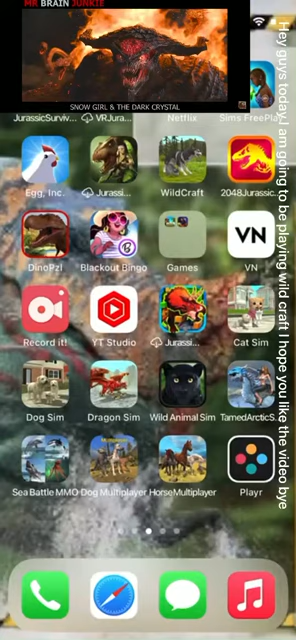 MR BRAIN JUNKIE
SNOW GIRL & THE DARK CRYSTAL
JurassicSurviv... VRJura... Netflix Sims FreePla
Egg, Inc. Jurassi... WildCraft 2048Jurassic...
DinoPzl Blackout Bingo Games VN
VN
Record it! YT Studio Jurassi... Cat Sim
Dog Sim Dragon Sim Wild Animal Sim TamedArcticS...
Sea Battle MMO Dog Multiplayer HorseMultiplayer Playr
Hey guys today,I am going to be playing wild craft I hope you like the video bye